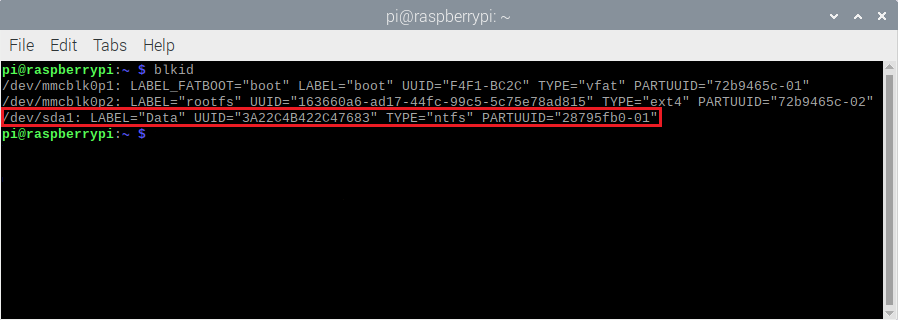 pi@raspberrypi: ~
File Edit Tabs Help
pi@raspberrypi:~ $ blkid
/dev/mmcblk0p1: LABEL_FATBOOT="boot" LABEL="boot" UUID="F4F1-BC2C" TYPE="vfat" PARTUUID="72b9465c-01"
/dev/mmcblk0p2: LABEL="rootfs" UUID="163660a6-ad17-44fc-99c5-5c75e78ad815" TYPE="ext4" PARTUUID="72b9465c-02"
/dev/sda1: LABEL="Data" UUID="3A22C4B422C47683" TYPE="ntfs" PARTUUID="28795fb0-01"
pi@raspberrypi:~ $